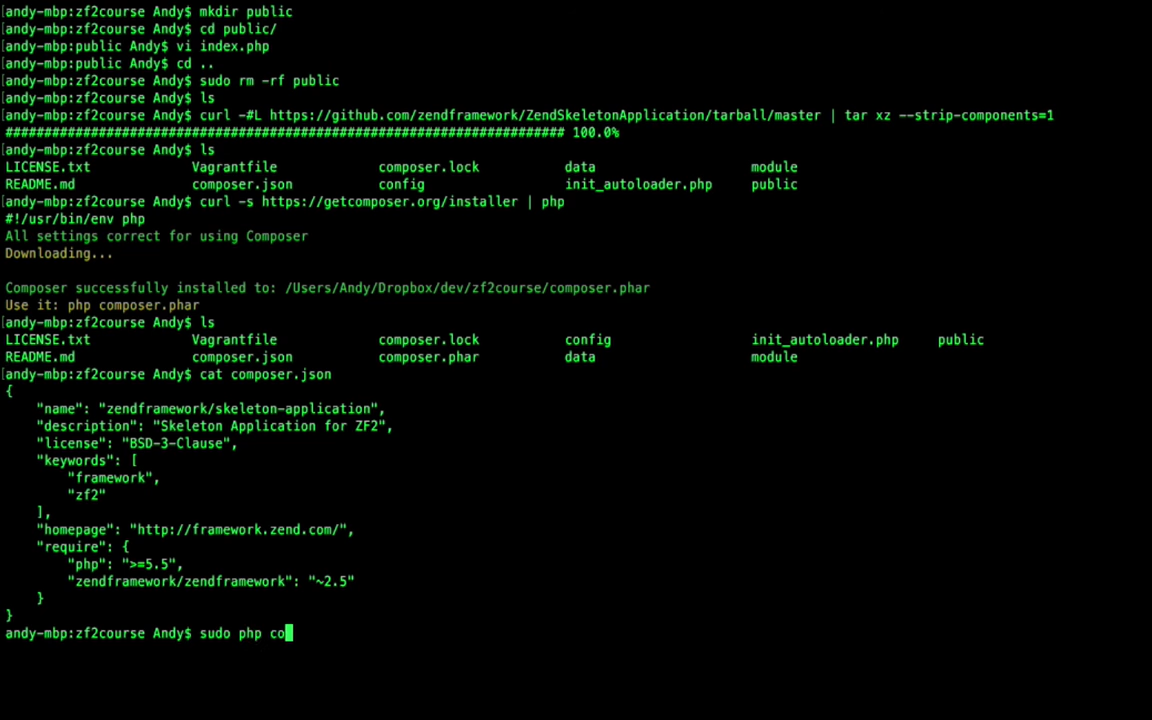 [andy-mbp:zf2course Andy$ mkdir public
[andy-mbp:zf2course Andy$ cd public/
[andy-mbp:public Andy$ vi index.php
[andy-mbp:public Andy$ cd ..
[andy-mbp:zf2course Andy$ sudo rm -rf public
[andy-mbp:zf2course Andy$ ls
[andy-mbp:zf2course Andy$ curl -#L https://github.com/zendframework/ZendSkeletonApplication/tarball/master | tar xz --strip-components=1
######################################################################## 100.0%
[andy-mbp:zf2course Andy$ ls
LICENSE.txt Vagrantfile composer.lock data module
README.md composer.json config init_autoloader.php public
[andy-mbp:zf2course Andy$ curl -s https://getcomposer.org/installer | php
#!/usr/bin/env php
All settings correct for using Composer
Downloading...
Composer successfully installed to: /Users/Andy/Dropbox/dev/zf2course/composer.phar
Use it: php composer.phar
[andy-mbp:zf2course Andy$ ls
LICENSE.txt Vagrantfile composer.lock config init_autoloader.php public
README.md composer.json composer.phar data module
[andy-mbp:zf2course Andy$ cat composer.json
{
    "name": "zendframework/skeleton-application",
    "description": "Skeleton Application for ZF2",
    "license": "BSD-3-Clause",
    "keywords": [
        "framework",
        "zf2"
    ],
    "homepage": "http://framework.zend.com/",
    "require": {
        "php": ">=5.5",
        "zendframework/zendframework": "~2.5"
    }
}
andy-mbp:zf2course Andy$ sudo php co